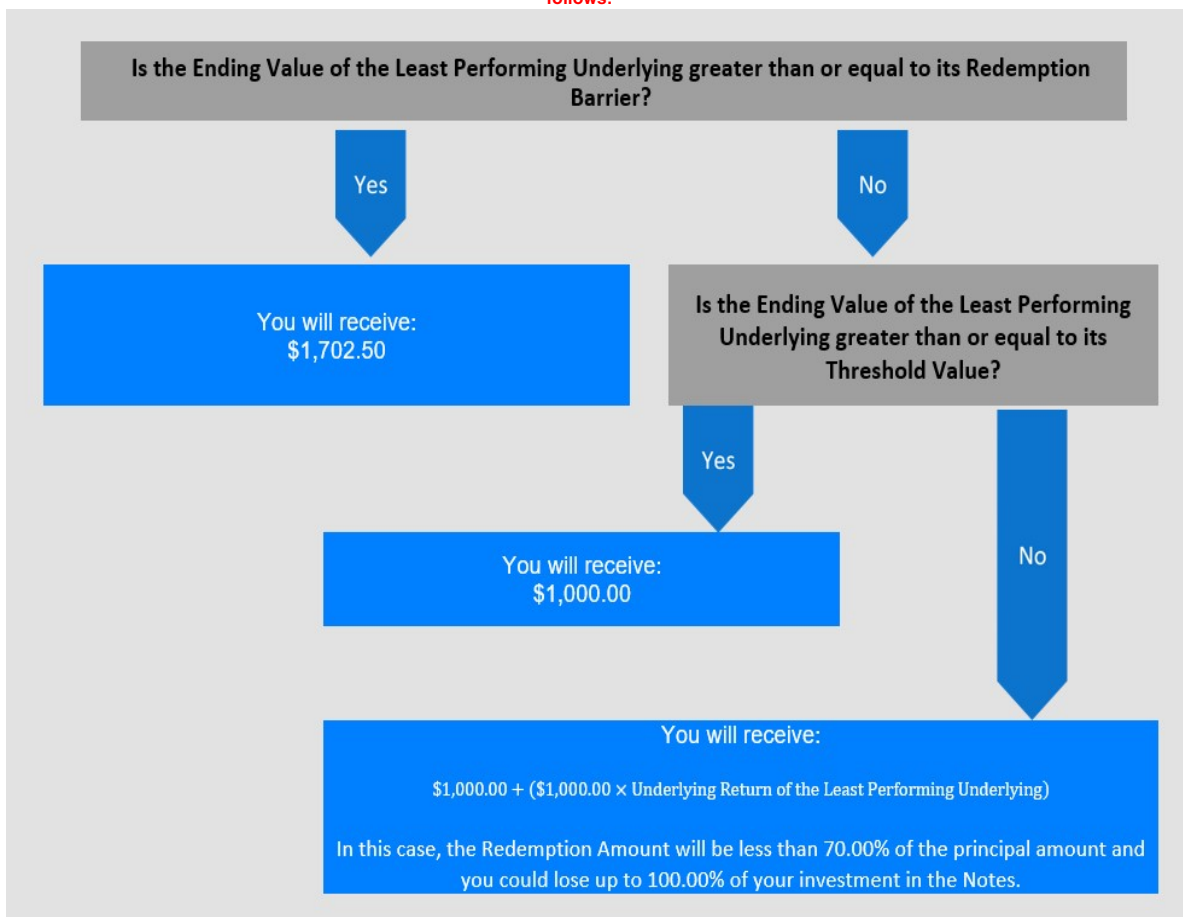 follows:
Is the Ending Value of the Least Performing Underlying greater than or equal to its Redemption
Barrier?
Yes
No
You will receive:
$1,702.50
Is the Ending Value of the Least Performing
Underlying greater than or equal to its
Threshold Value?
Yes
No
You will receive:
$1,000.00
You will receive:
$1,000.00 + ($1,000.00 × Underlying Return of the Least Performing Underlying)
In this case, the Redemption Amount will be less than 70.00% of the principal amount and
you could lose up to 100.00% of your investment in the Notes.